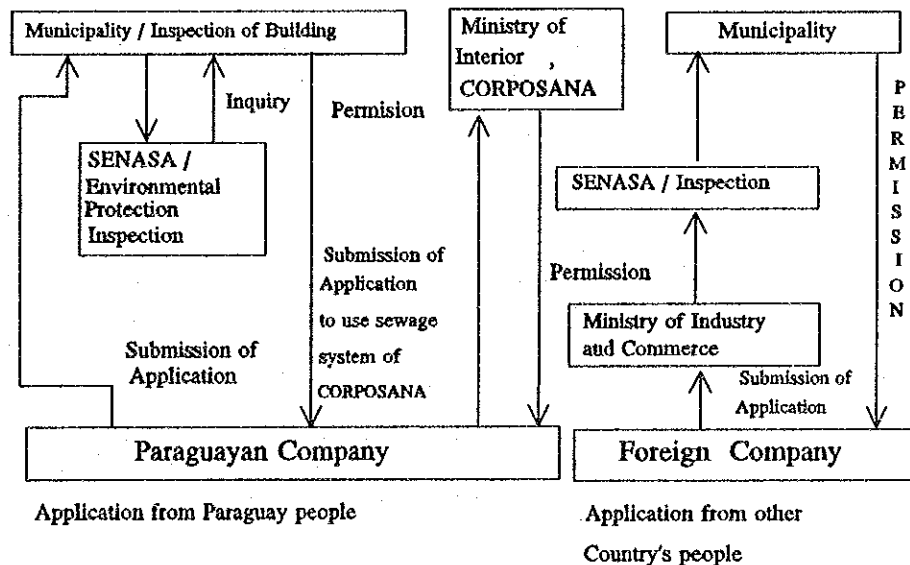 Municipality / Inspection of Building
Inquiry
Permision
SENASA /
Environmental
Protection
Inspection
Submission of
Application
to use sewage
system of
CORPOSANA
Submission of
Application
Ministry of
Interior ,
CORPOSANA
Permission
Paraguayan Company
Application from Paraguay people
Municipality
PERMISSION
SENASA / Inspection
Ministry of Industry
aud Commerce
Submission of
Application
Foreign Company
Application from other
Country's people